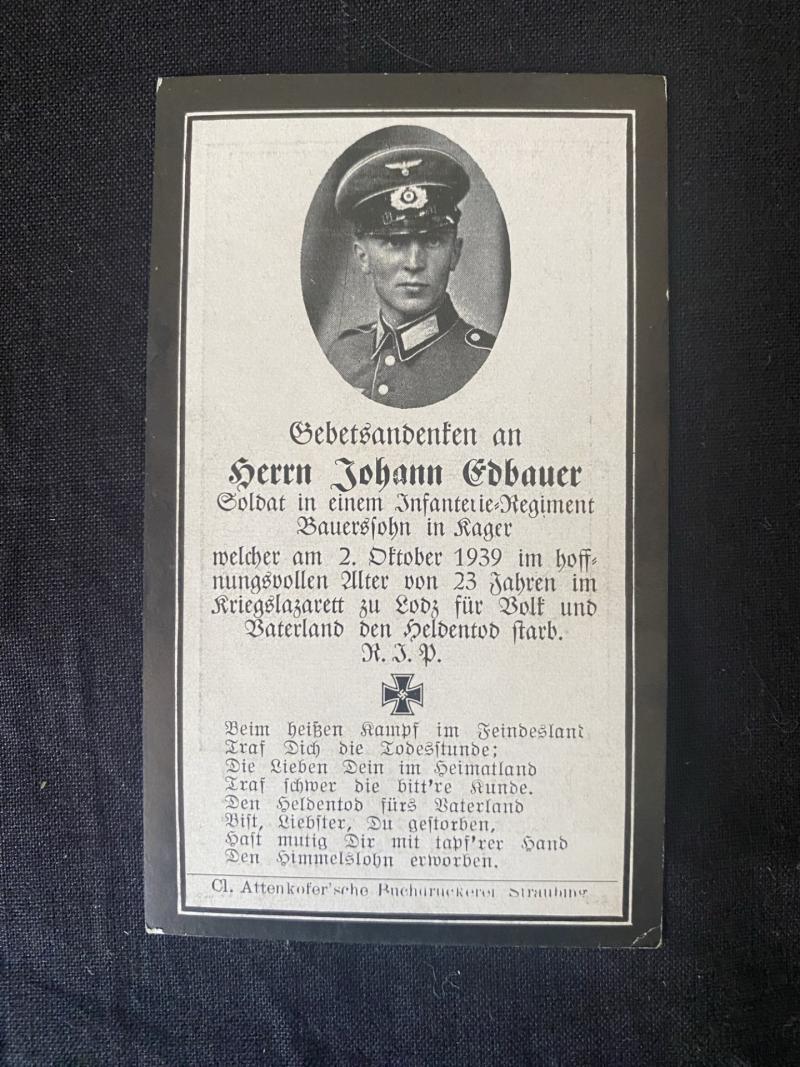 Gebetsandenken an
Herrn Johann Edbauer
Soldat in einem Infanterie-Regiment
Bauerssohn in Kager
welcher am 2. Oktober 1939 im hoff-
nungsvollen Alter von 23 Jahren im
Kriegslazarett zu Lodz für Volk und
Vaterland den Heldentod starb.
R. I. P.
Beim heißen Kampf im Feindesland
Traf Dich die Todesstunde;
Die Lieben Dein im Heimatland
Traf schwer die bitt're Kunde.
Den Heldentod fürs Vaterland
Bist, Liebster, Du gestorben,
Hast mutig Dir mit tapf'rer Hand
Den Himmelslohn erworben.
Cl. Attenkofer'sche Buchdruckerei Straubing